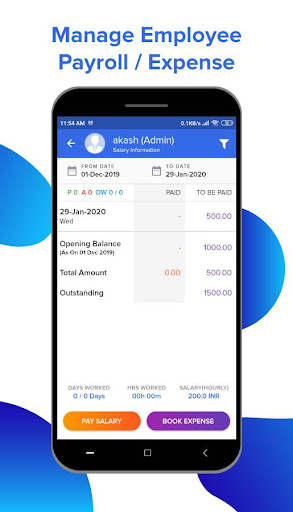 Manage Employee
Payroll / Expense
11:54 AM 0.1KB/s
akash (Admin)
Salary Information
FROM DATE TO DATE
01-Dec-2019 29-Jan-2020
P 0 A 0 OW 0 / 0 PAID TO BE PAID
29-Jan-2020 - 500.00
Wed
Opening Balance - 1000.00
(As On 01 Dec 2019)
Total Amount 0.00 500.00
Outstanding 1500.00
DAYS WORKED HRS WORKED SALARY(HOURLY)
0 / 0 Days 00h 00m 200.0 INR
PAY SALARY BOOK EXPENSE